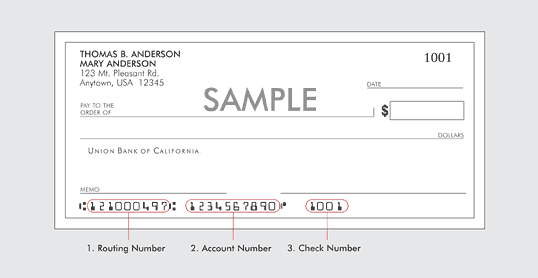 THOMAS B. ANDERSON
MARY ANDERSON
123 Mt. Pleasant Rd.
Anytown, USA 12345
1001
DATE
SAMPLE
PAY TO THE
ORDER OF
$
DOLLARS
UNION BANK OF CALIFORNIA
MEMO
⑆121000497⑆ 1234567890⑈ 1001
1. Routing Number 2. Account Number 3. Check Number